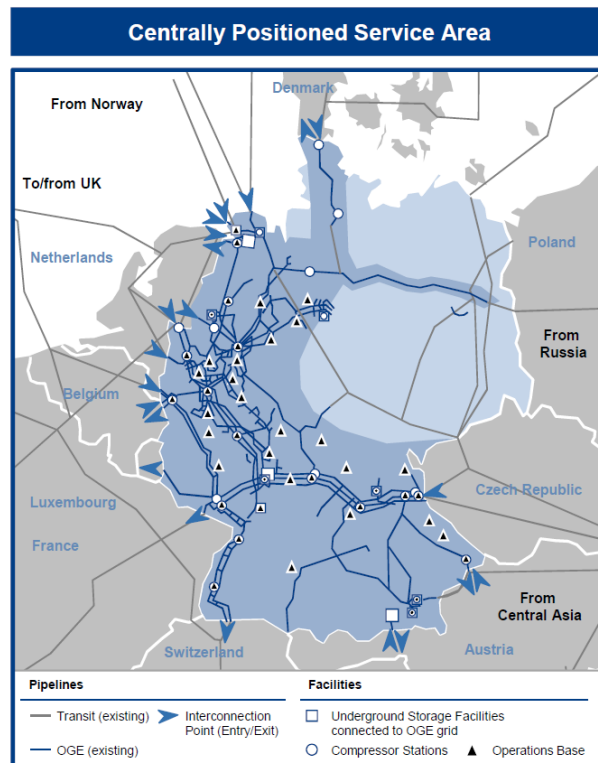 Centrally Positioned Service Area
Denmark
From Norway
To/from UK
Netherlands
Poland
From
Russia
Belgium
Luxembourg
Czech Republic
France
From
Central Asia
Switzerland
Austria
Pipelines
Facilities
Transit (existing)
Interconnection
Point (Entry/Exit)
Underground Storage Facilities
connected to OGE grid
OGE (existing)
Compressor Stations
Operations Base